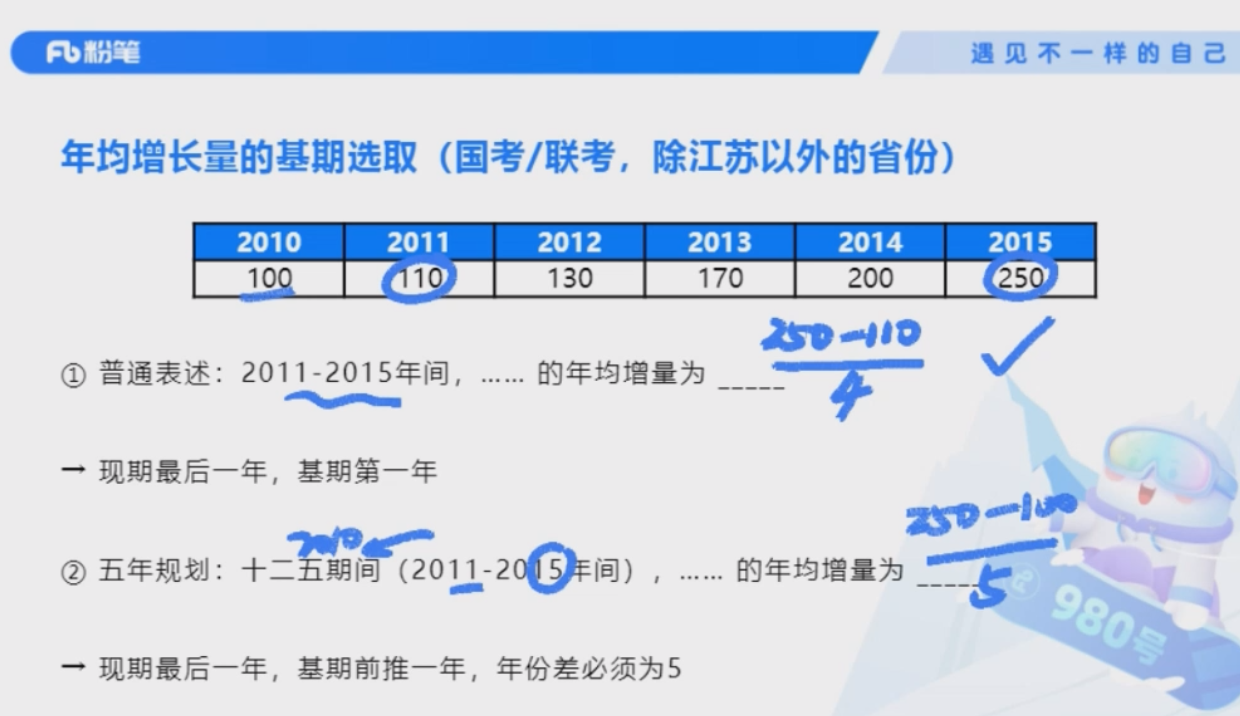 粉笔
遇见不一样的自己
年均增长量的基期选取（国考/联考，除江苏以外的省份）
2010 2011 2012 2013 2014 2015
100 110 130 170 200 250
250-110
① 普通表述：2011-2015年间，…… 的年均增量为 _____
4
→ 现期最后一年，基期第一年
250-100
2010
② 五年规划：十二五期间（2011-2015年间），…… 的年均增量为 _____
5
980号
→ 现期最后一年，基期前推一年，年份差必须为5